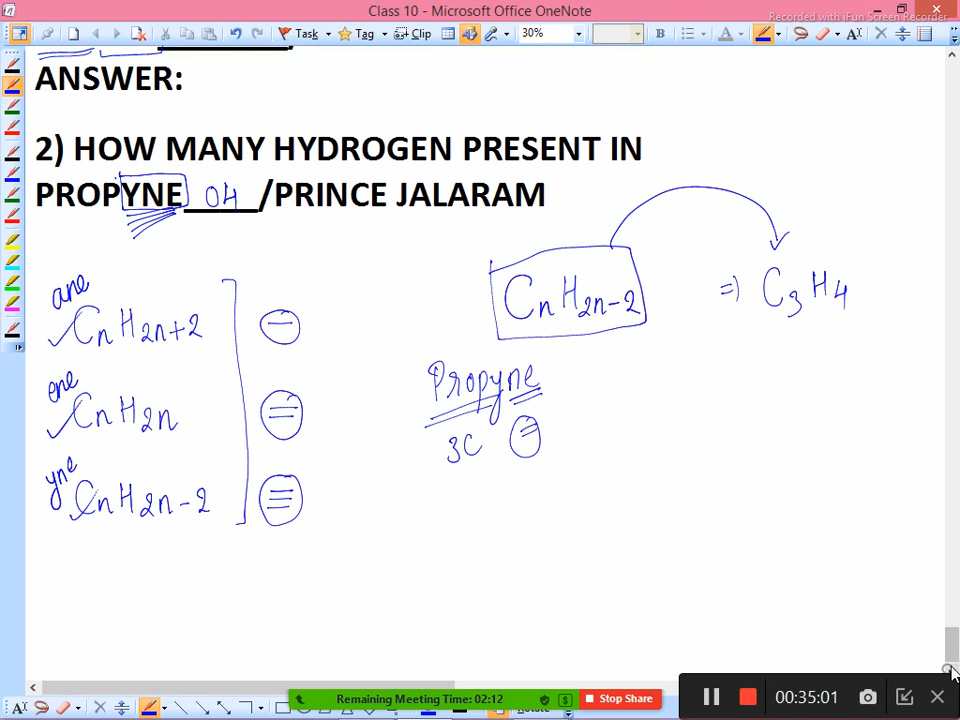 Class 10 - Microsoft Office OneNote
Recorded with iFun Screen Recorder
Task Tag Clip 30% B A
ANSWER:
2) HOW MANY HYDROGEN PRESENT IN
PROPYNE 04 /PRINCE JALARAM
ane
CnH2n+2
CnH2n-2 => C3H4
ene
CnH2n
Propyne
3C
yne
CnH2n-2
Remaining Meeting Time: 02:12 Stop Share
00:35:01